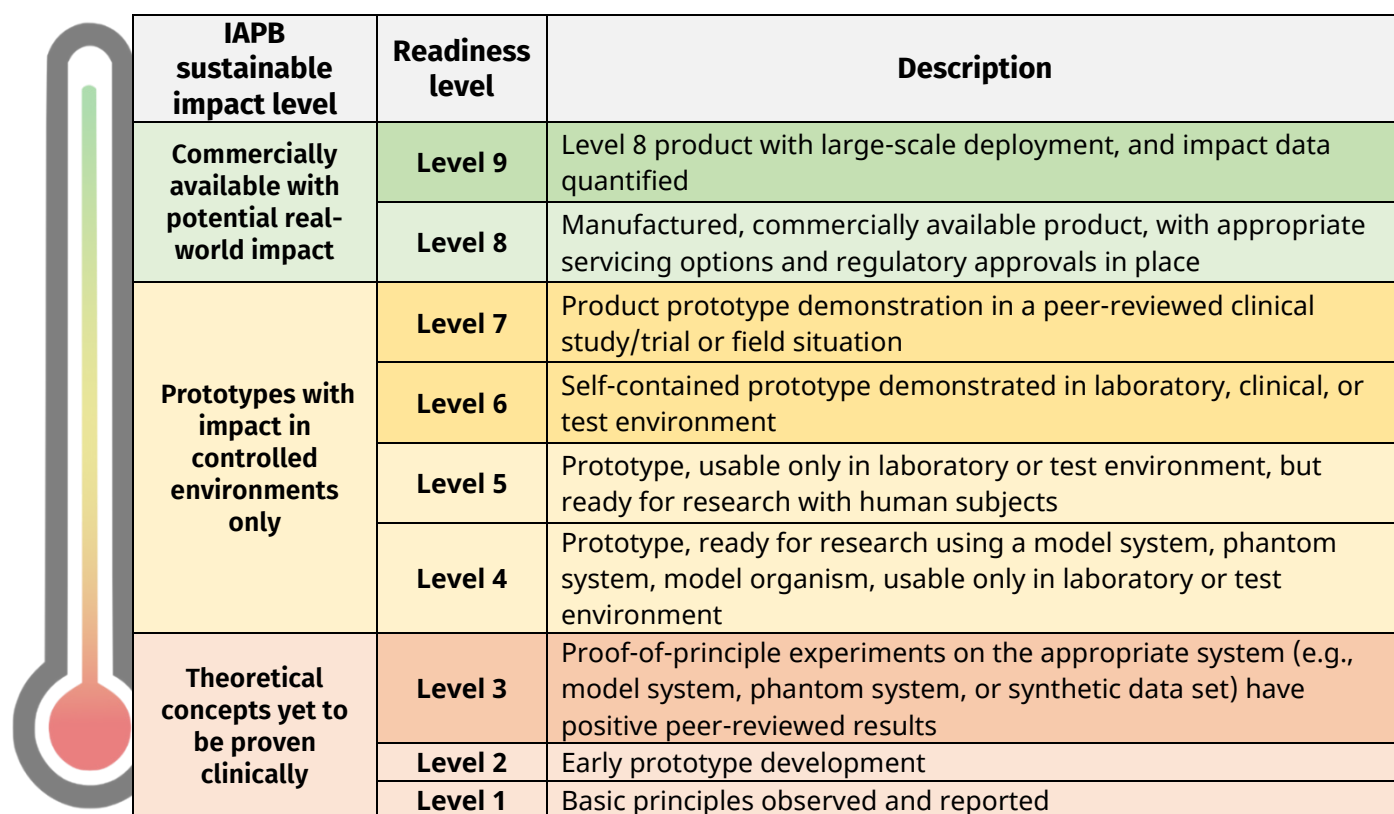 IAPB
sustainable
impact level
Readiness
level
Description
Commercially
available with
potential real-
world impact
Level 9
Level 8 product with large-scale deployment, and impact data
quantified
Level 8
Manufactured, commercially available product, with appropriate
servicing options and regulatory approvals in place
Prototypes with
impact in
controlled
environments
only
Level 7
Product prototype demonstration in a peer-reviewed clinical
study/trial or field situation
Level 6
Self-contained prototype demonstrated in laboratory, clinical, or
test environment
Level 5
Prototype, usable only in laboratory or test environment, but
ready for research with human subjects
Level 4
Prototype, ready for research using a model system, phantom
system, model organism, usable only in laboratory or test
environment
Theoretical
concepts yet to
be proven
clinically
Level 3
Proof-of-principle experiments on the appropriate system (e.g.,
model system, phantom system, or synthetic data set) have
positive peer-reviewed results
Level 2
Early prototype development
Level 1
Basic principles observed and reported